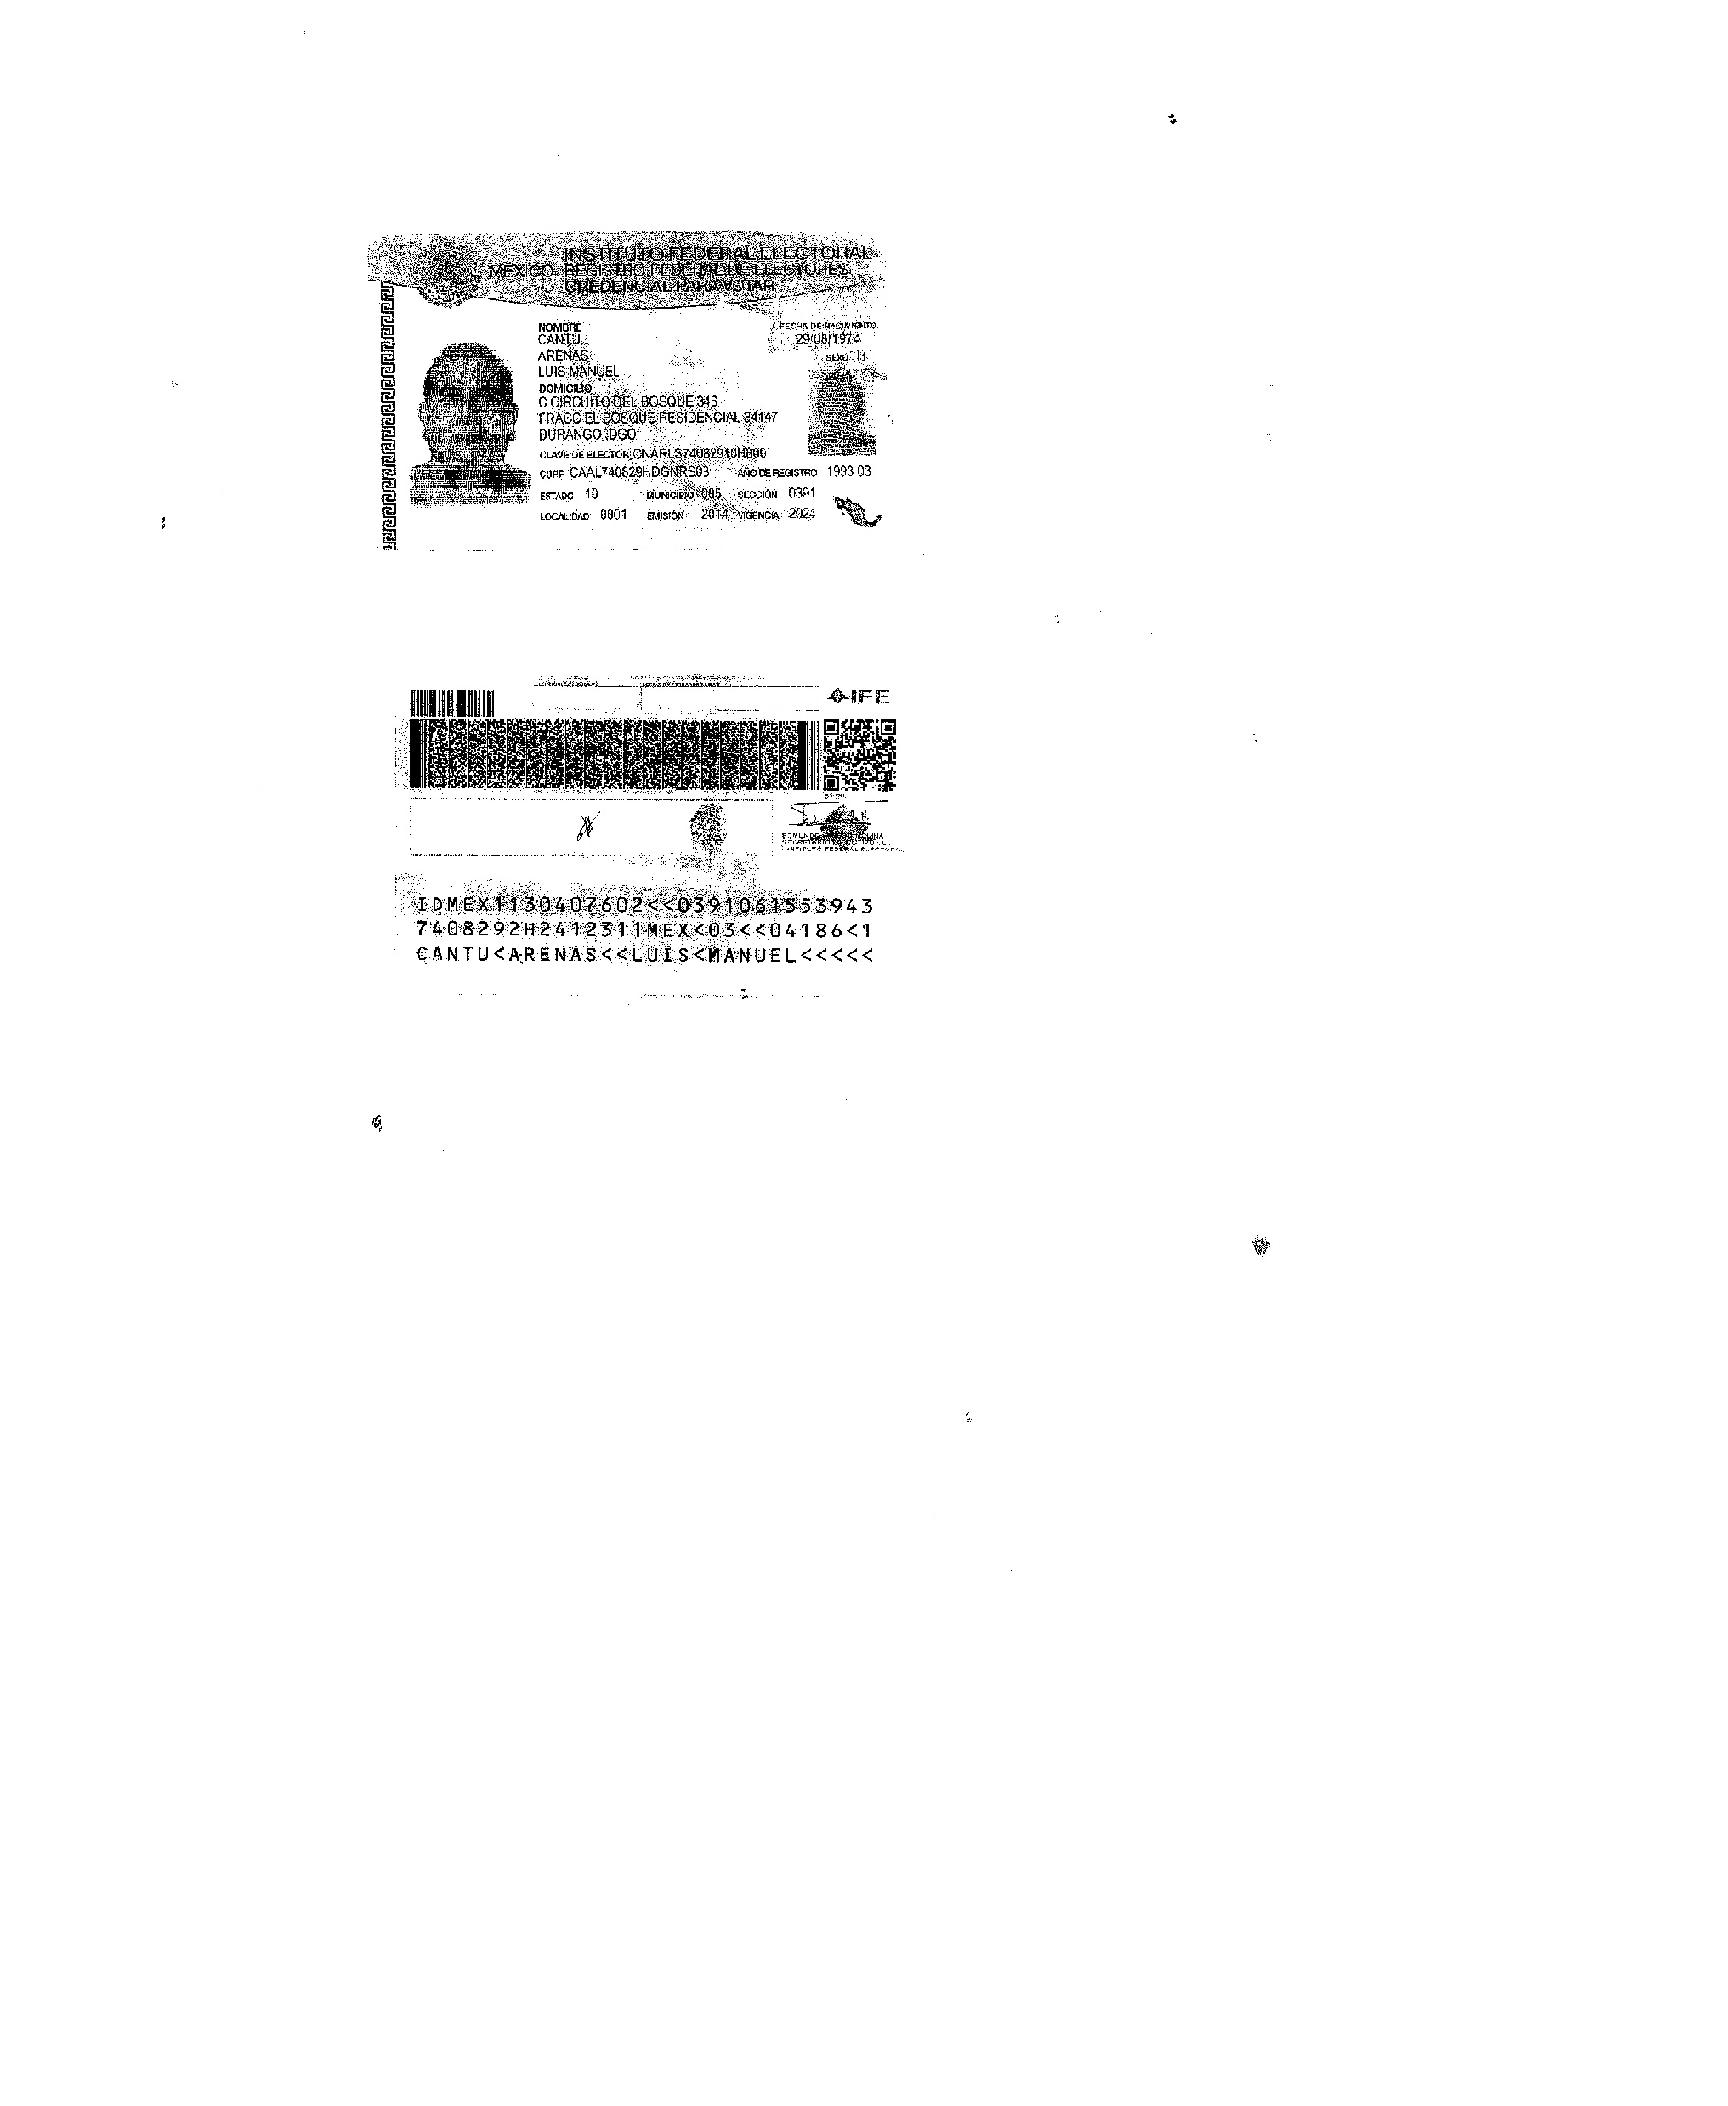 INSTITUTO FEDERAL ELECTORAL
MÉXICO REGISTRO FEDERAL DE ELECTORES
CREDENCIAL PARA VOTAR
NOMBRE
CANTU
ARENAS
LUIS MANUEL
FECHA DE NACIMIENTO
29/08/1974
SEXO H
DOMICILIO
C CIRCUITO DEL BOSQUE 343
FRACC EL BOSQUE RESIDENCIAL 34147
DURANGO, DGO.
CLAVE DE ELECTOR
CURP CAAL740829HDGNRS03 AÑO DE REGISTRO 1993 03
ESTADO 10 MUNICIPIO 005 SECCIÓN 0391
LOCALIDAD 0001 EMISIÓN 2014 VIGENCIA 2024
IFE
IDMEX1130407602<<0391061553943
7408292H2412311MEX<03<<04186<1
CANTU<ARENAS<<LUIS<MANUEL<<<<<